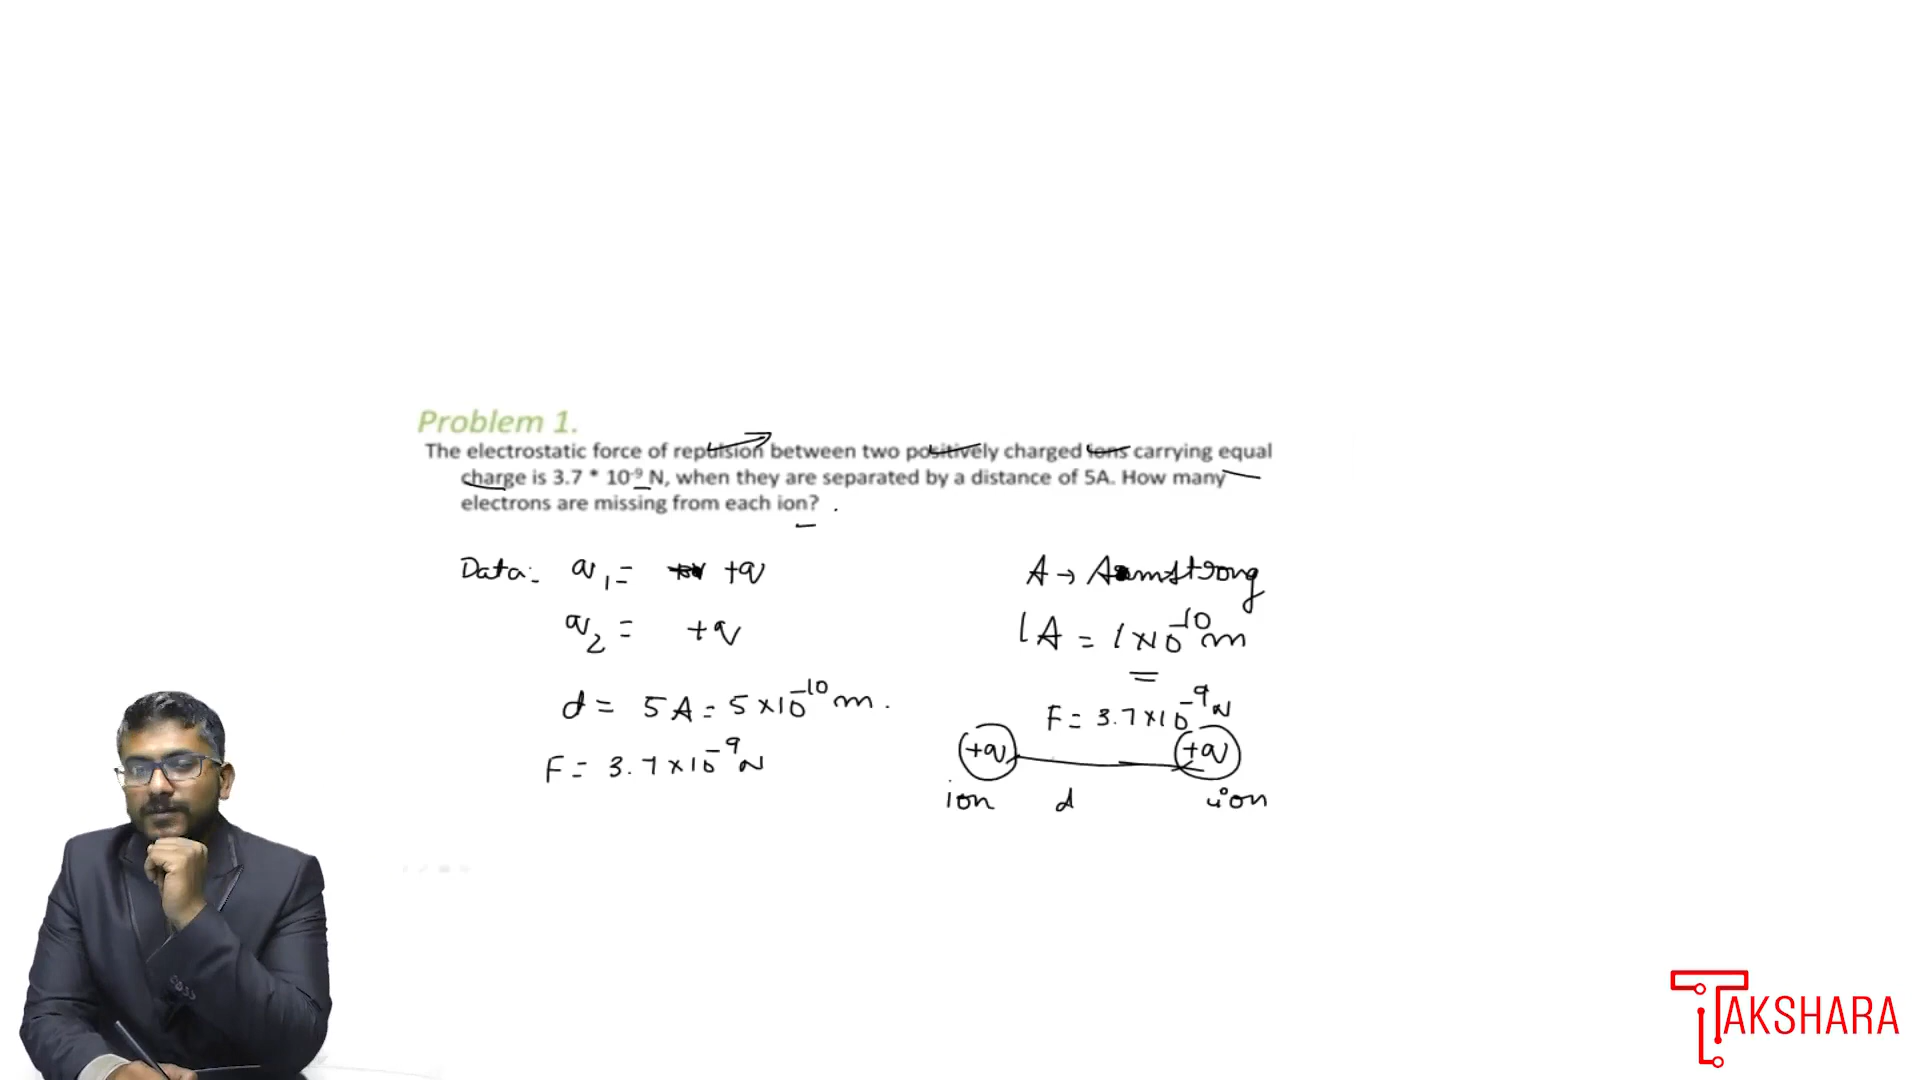 Problem 1.
The electrostatic force of repulsion between two positively charged ions carrying equal
charge is 3.7 * 10⁻⁹ N, when they are separated by a distance of 5A. How many
electrons are missing from each ion?
Data:- q₁ = +q
q₂ = +q
d = 5A = 5×10⁻¹⁰ m.
F = 3.7×10⁻⁹ N
A → Amstrong
1A = 1×10⁻¹⁰ m
F = 3.7×10⁻⁹ N
+q +q
ion d ion
TAKSHARA